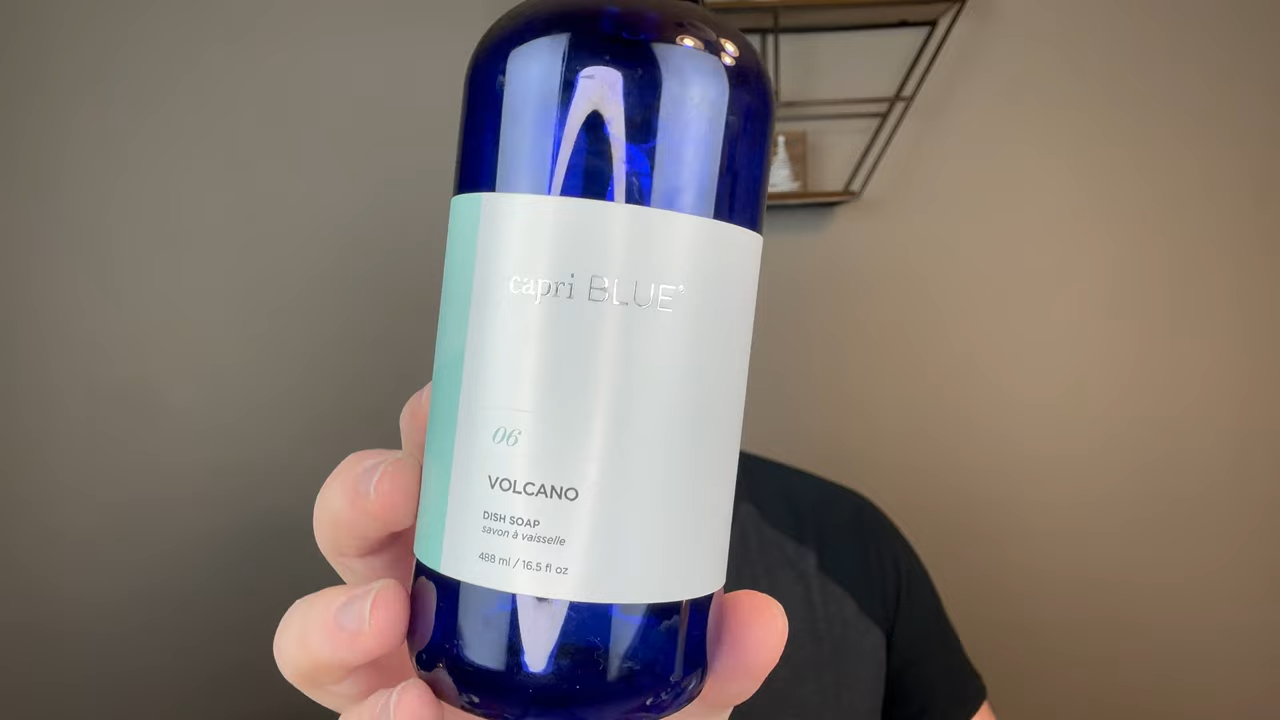 capri BLUE®
06
VOLCANO
DISH SOAP
savon à vaisselle
488 ml / 16.5 fl oz